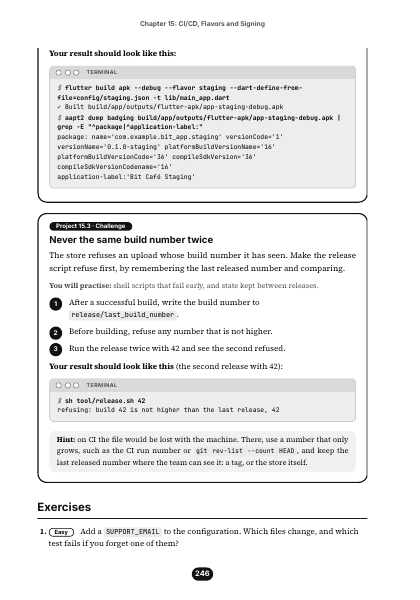 Chapter 15: CI/CD, Flavors and Signing
Your result should look like this:
TERMINAL
$ flutter build apk --debug --flavor staging --dart-define-from-
file=config/staging.json -t lib/main_app.dart
✓ Built build/app/outputs/flutter-apk/app-staging-debug.apk
$ aapt2 dump badging build/app/outputs/flutter-apk/app-staging-debug.apk |
grep -E "^package|^application-label:"
package: name='com.example.bit_app.staging' versionCode='1'
versionName='0.1.0-staging' platformBuildVersionName='16'
platformBuildVersionCode='36' compileSdkVersion='36'
compileSdkVersionCodename='16'
application-label:'Bit Café Staging'
Project 15.3 · Challenge
Never the same build number twice
The store refuses an upload whose build number it has seen. Make the release
script refuse first, by remembering the last released number and comparing.
You will practise: shell scripts that fail early, and state kept between releases.
1 After a successful build, write the build number to
release/last_build_number.
2 Before building, refuse any number that is not higher.
3 Run the release twice with 42 and see the second refused.
Your result should look like this (the second release with 42):
TERMINAL
$ sh tool/release.sh 42
refusing: build 42 is not higher than the last release, 42
Hint: on CI the file would be lost with the machine. There, use a number that only
grows, such as the CI run number or git rev-list --count HEAD, and keep the
last released number where the team can see it: a tag, or the store itself.
Exercises
1. Easy Add a SUPPORT_EMAIL to the configuration. Which files change, and which
test fails if you forget one of them?
246